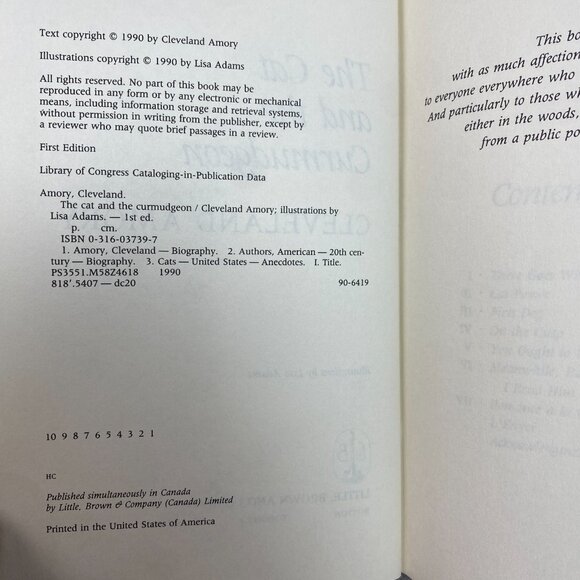 Text copyright © 1990 by Cleveland Amory
Illustrations copyright © 1990 by Lisa Adams
All rights reserved. No part of this book may be
reproduced in any form or by any electronic or mechanical
means, including information storage and retrieval systems,
without permission in writing from the publisher, except by
a reviewer who may quote brief passages in a review.
First Edition
Library of Congress Cataloging-in-Publication Data
Amory, Cleveland.
The cat and the curmudgeon / Cleveland Amory; illustrations by
Lisa Adams. — 1st ed.
p. cm.
ISBN 0-316-03739-7
1. Amory, Cleveland — Biography. 2. Authors, American — 20th cen-
tury — Biography. 3. Cats — United States — Anecdotes. I. Title.
PS3551.M58Z4618 1990
818'.5407 — dc20 90-6419
10 9 8 7 6 5 4 3 2 1
HC
Published simultaneously in Canada
by Little, Brown & Company (Canada) Limited
Printed in the United States of America
This bo
with as much affection
to everyone everywhere who
And particularly to those wh
either in the woods,
from a public po